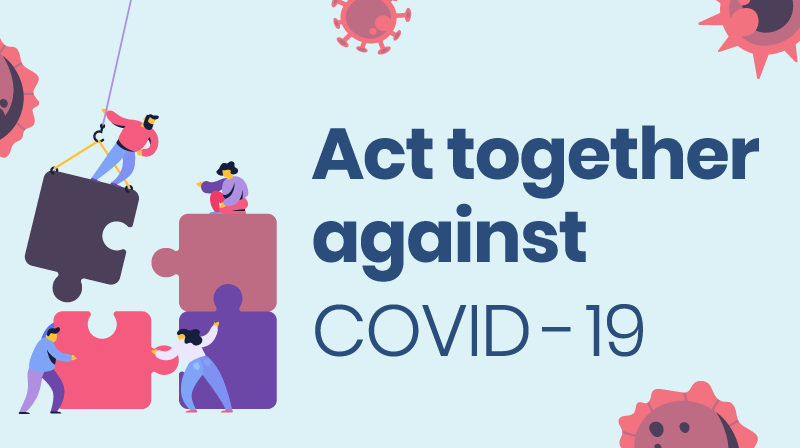 Act together
against
COVID – 19